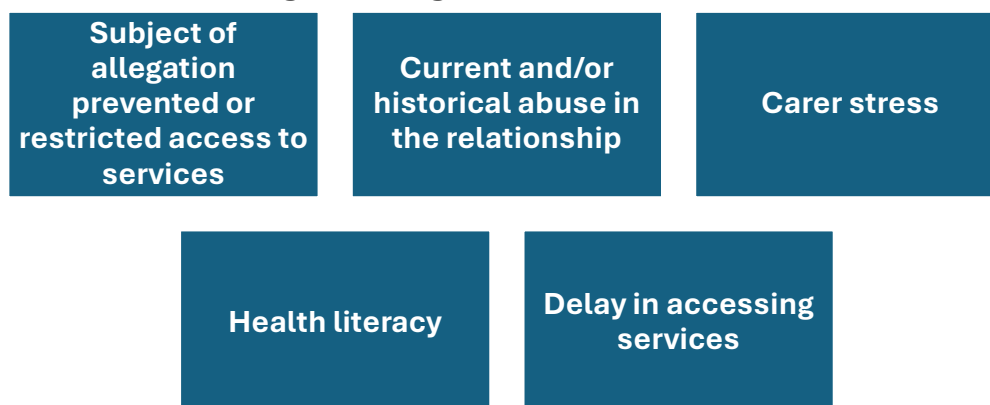 Subject of
allegation
prevented or
restricted access to
services
Current and/or
historical abuse in
the relationship
Carer stress
Health literacy
Delay in accessing
services